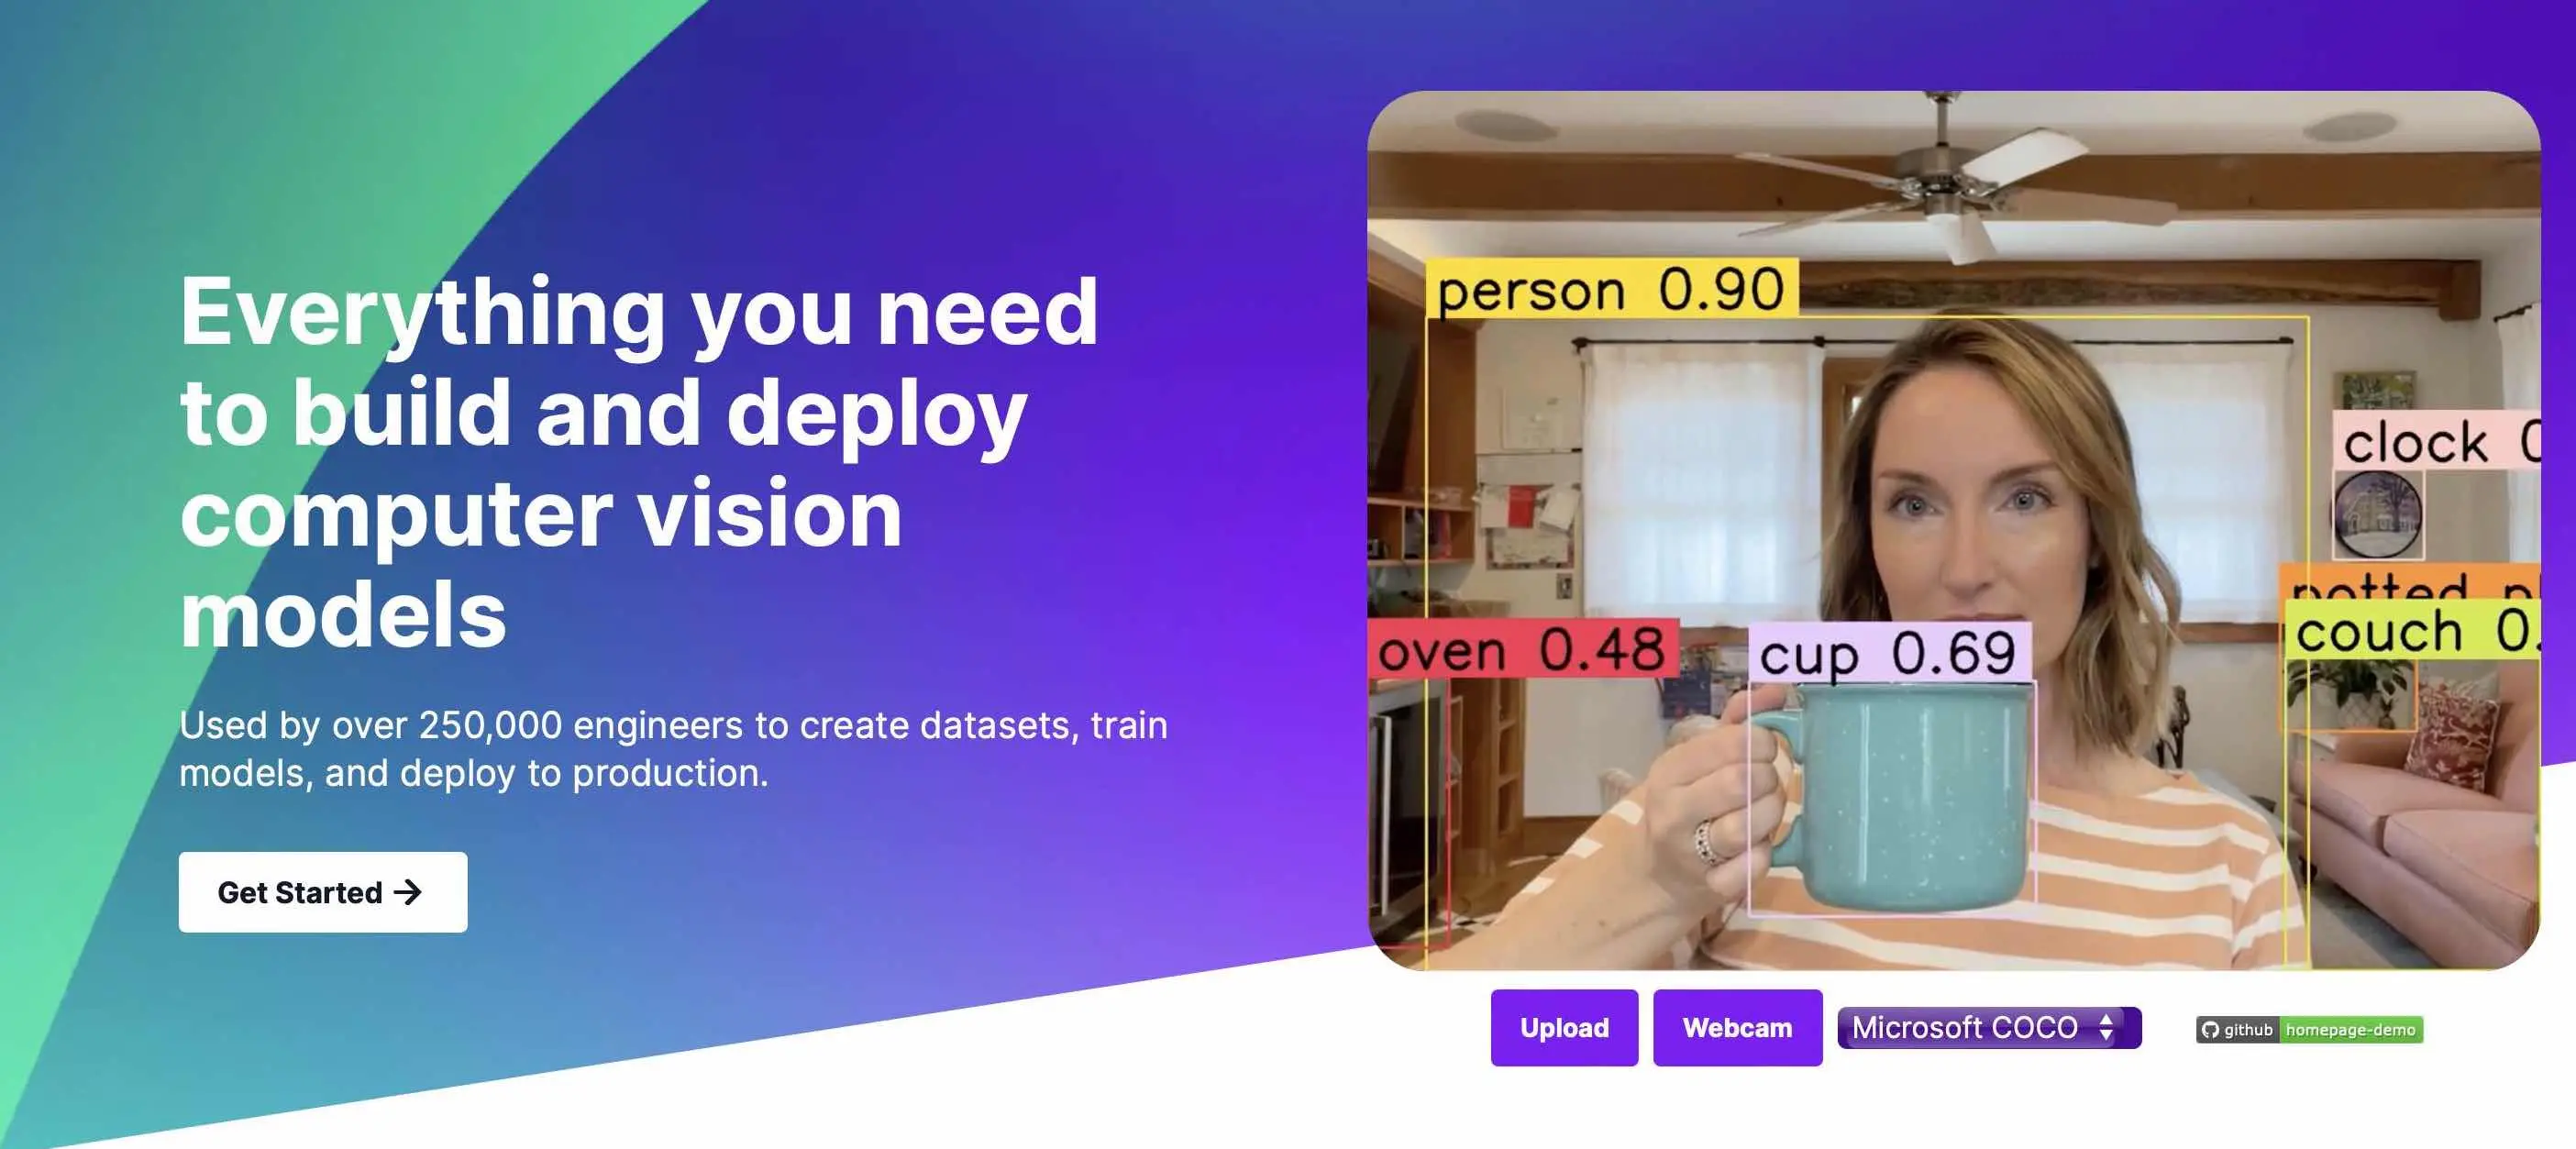 Everything you need
to build and deploy
computer vision
models
Used by over 250,000 engineers to create datasets, train
models, and deploy to production.
Get Started →
person 0.90
clock
potted
couch 0.
oven 0.48
cup 0.69
Upload
Webcam
Microsoft COCO
github homepage-demo